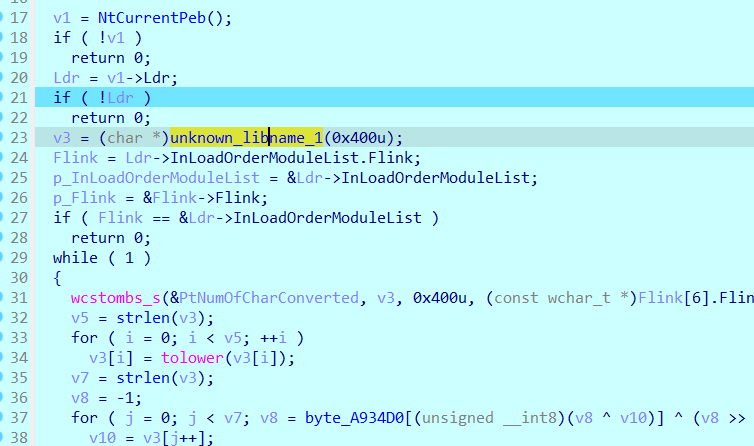 17 v1 = NtCurrentPeb();
18 if ( !v1 )
19 return 0;
20 Ldr = v1->Ldr;
21 if ( !Ldr )
22 return 0;
23 v3 = (char *)unknown_libname_1(0x400u);
24 Flink = Ldr->InLoadOrderModuleList.Flink;
25 p_InLoadOrderModuleList = &Ldr->InLoadOrderModuleList;
26 p_Flink = &Flink->Flink;
27 if ( Flink == &Ldr->InLoadOrderModuleList )
28 return 0;
29 while ( 1 )
30 {
31 wcstombs_s(&PtNumOfCharConverted, v3, 0x400u, (const wchar_t *)Flink[6].Flin
32 v5 = strlen(v3);
33 for ( i = 0; i < v5; ++i )
34 v3[i] = tolower(v3[i]);
35 v7 = strlen(v3);
36 v8 = -1;
37 for ( j = 0; j < v7; v8 = byte_A934D0[(unsigned __int8)(v8 ^ v10)] ^ (v8 >>
38 v10 = v3[j++];